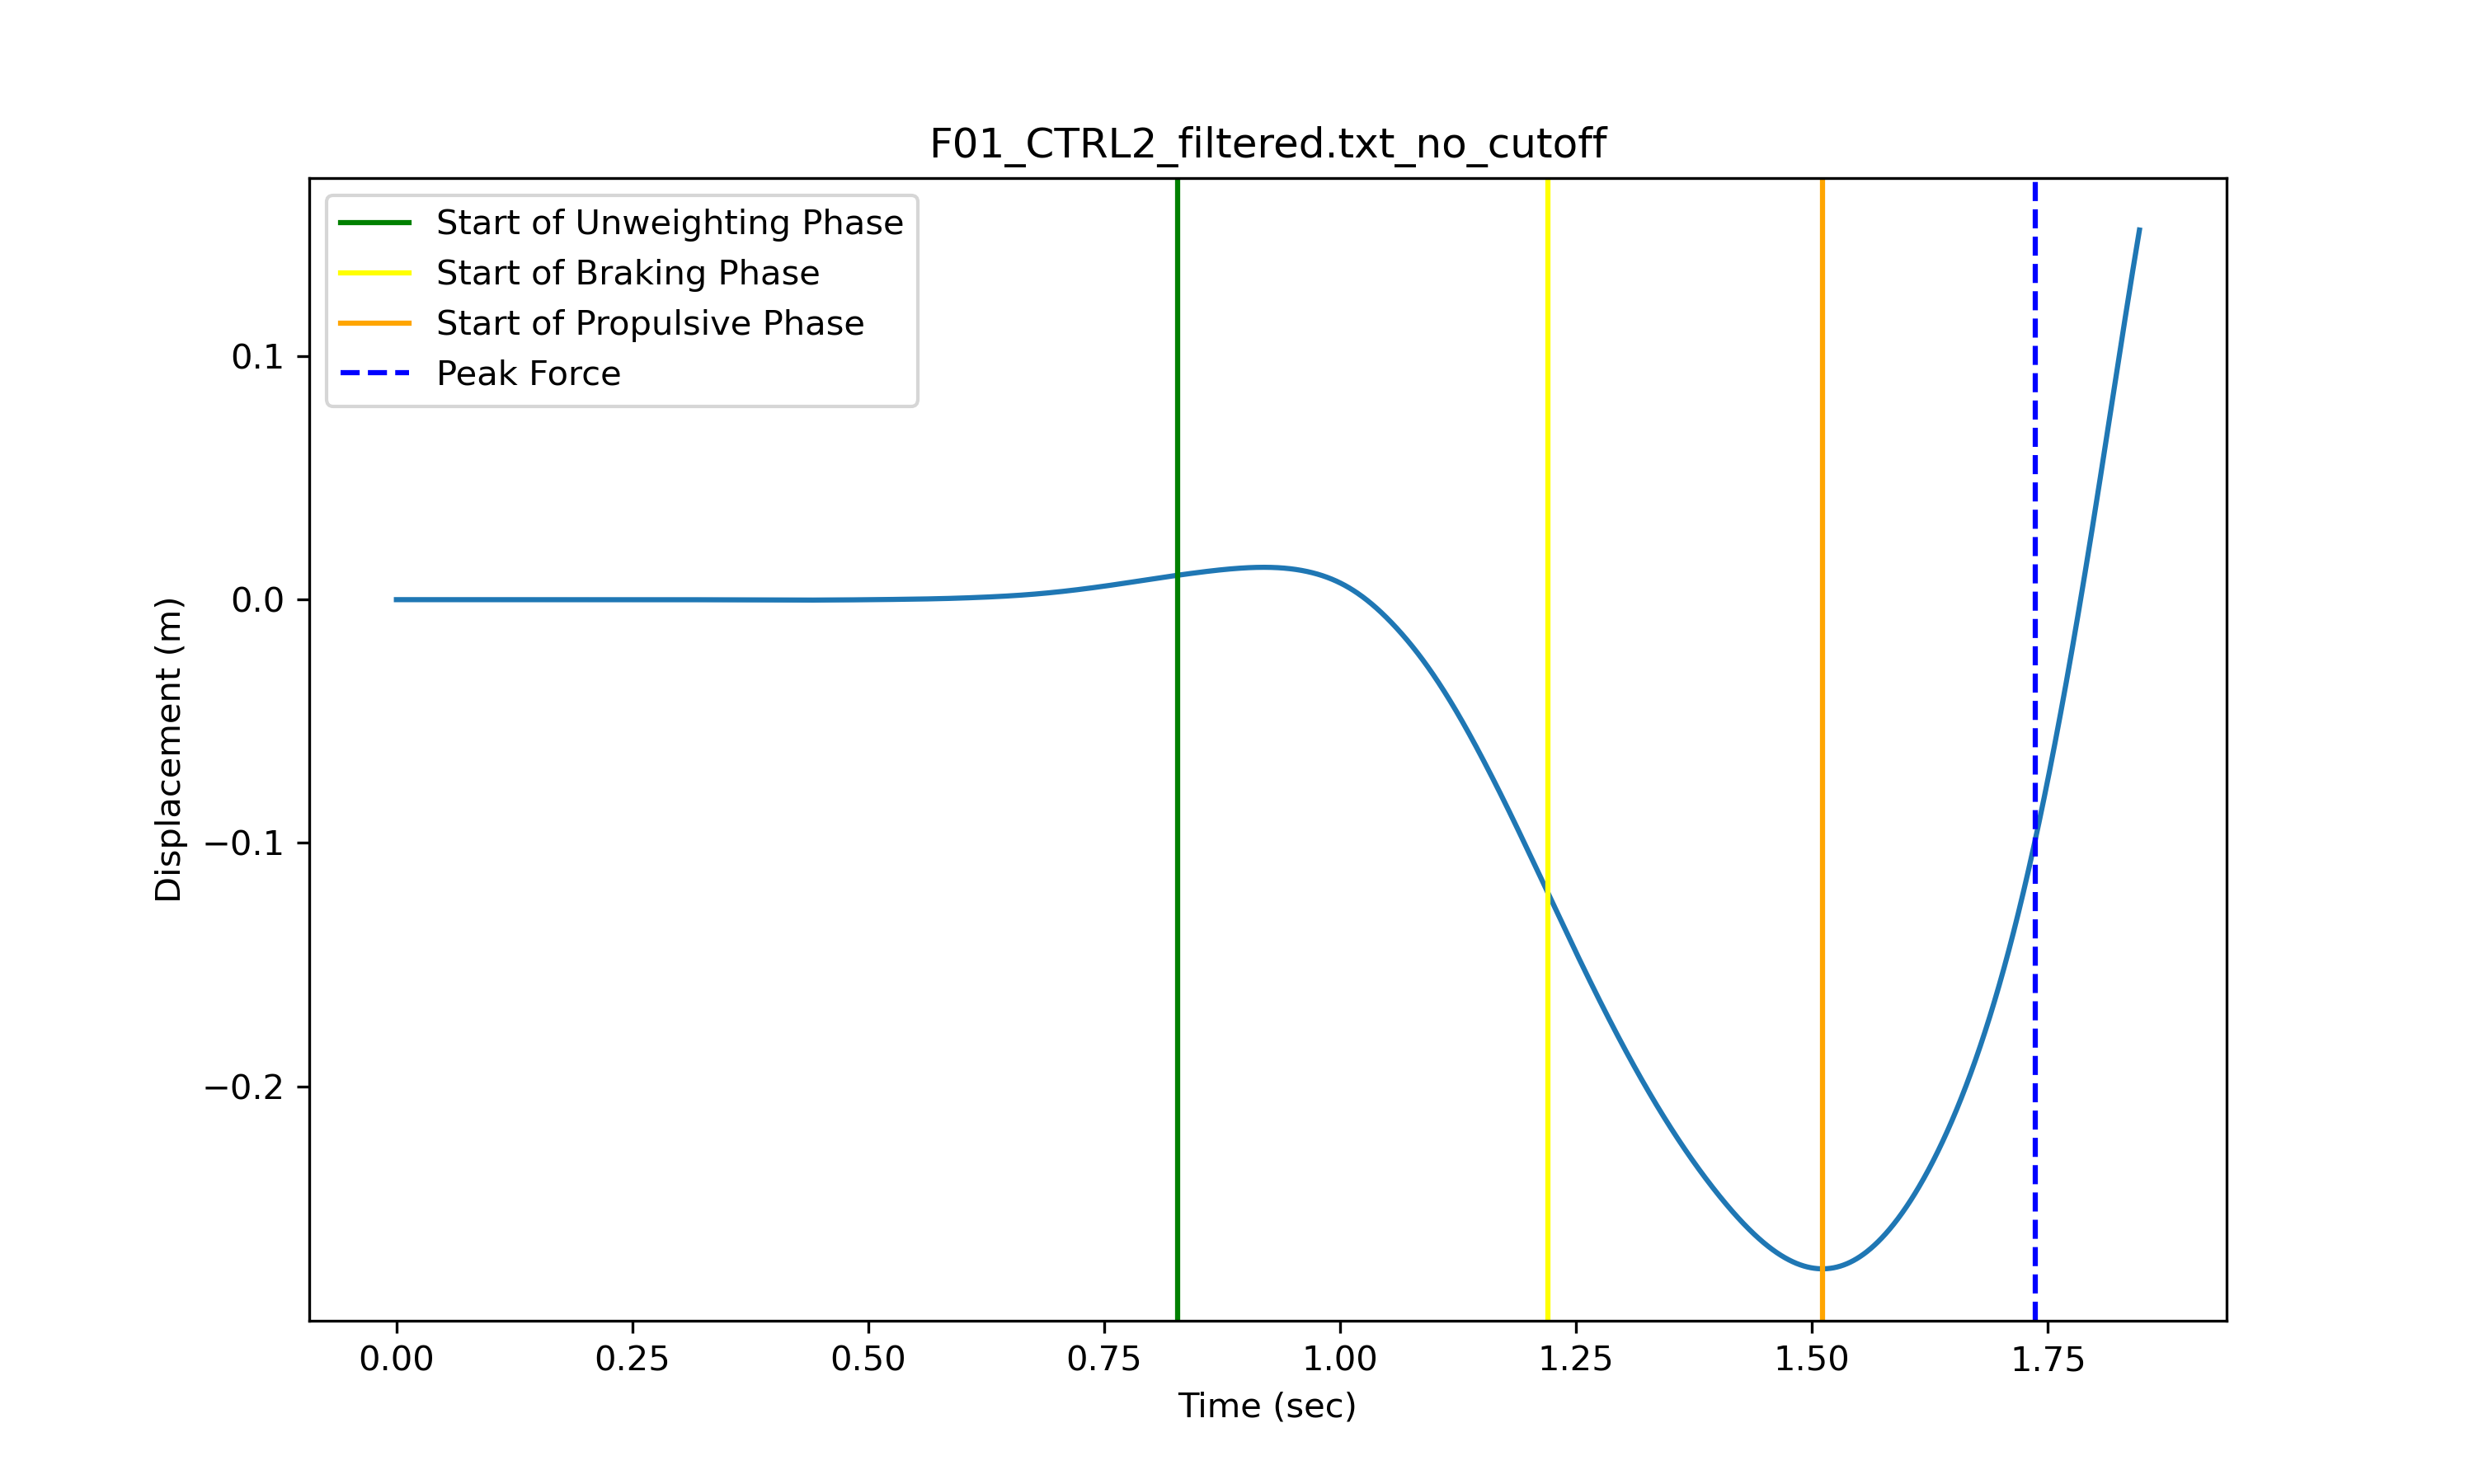 F01_CTRL2_filtered.txt_no_cutoff
Start of Unweighting Phase
Start of Braking Phase
Start of Propulsive Phase
Peak Force
Displacement (m)
0.1
0.0
−0.1
−0.2
0.00 0.25 0.50 0.75 1.00 1.25 1.50 1.75
Time (sec)